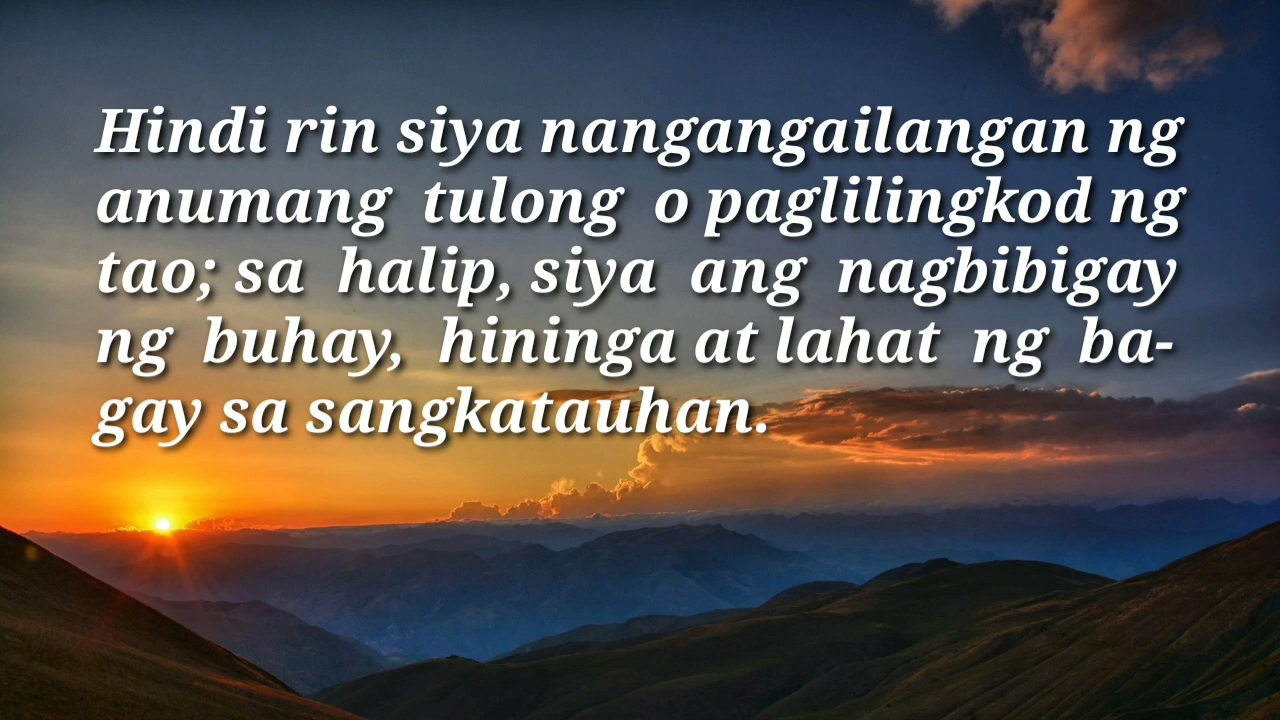 Hindi rin siya nangangailangan ng
anumang tulong o paglilingkod ng
tao; sa halip, siya ang nagbibigay
ng buhay, hininga at lahat ng ba-
gay sa sangkatauhan.